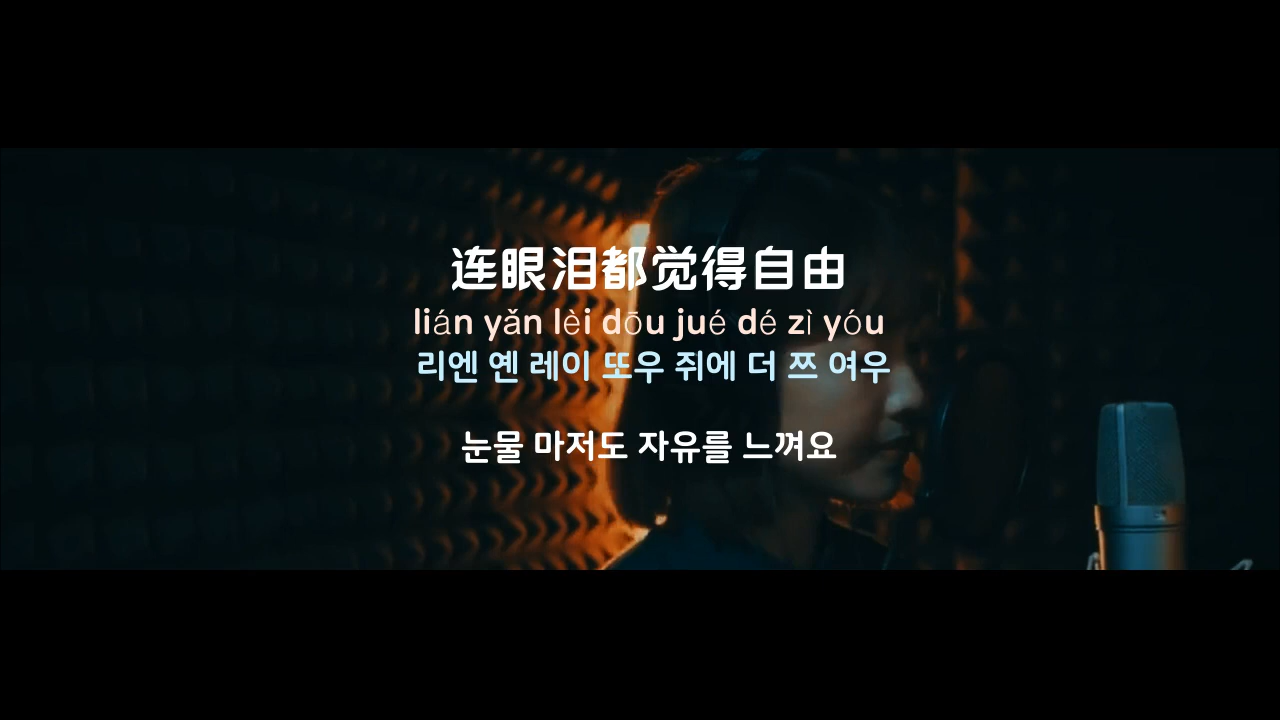 连眼泪都觉得自由
lián yǎn lèi dōu jué dé zì yóu
리엔 옌 레이 또우 쥐에 더 쯔 여우
눈물 마저도 자유를 느껴요